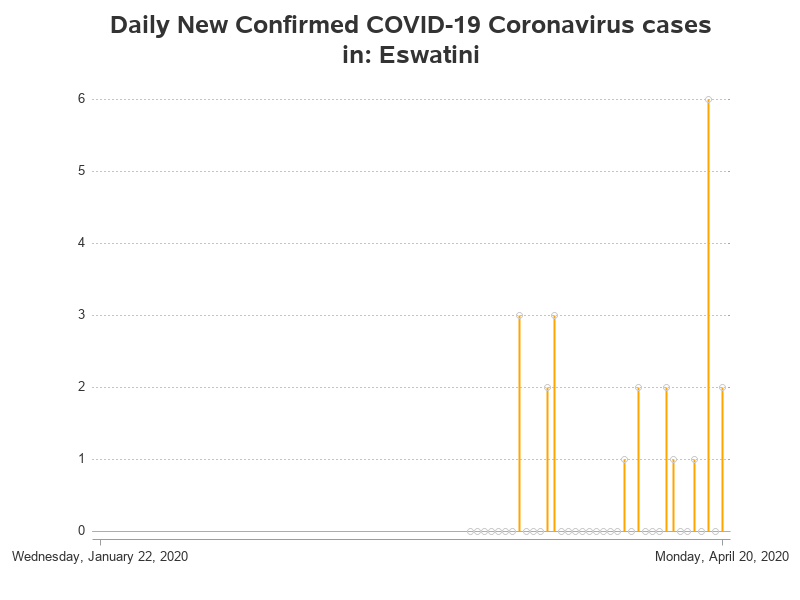 Daily New Confirmed COVID-19 Coronavirus cases
in: Eswatini
6
5
4
3
2
1
0
Wednesday, January 22, 2020
Monday, April 20, 2020